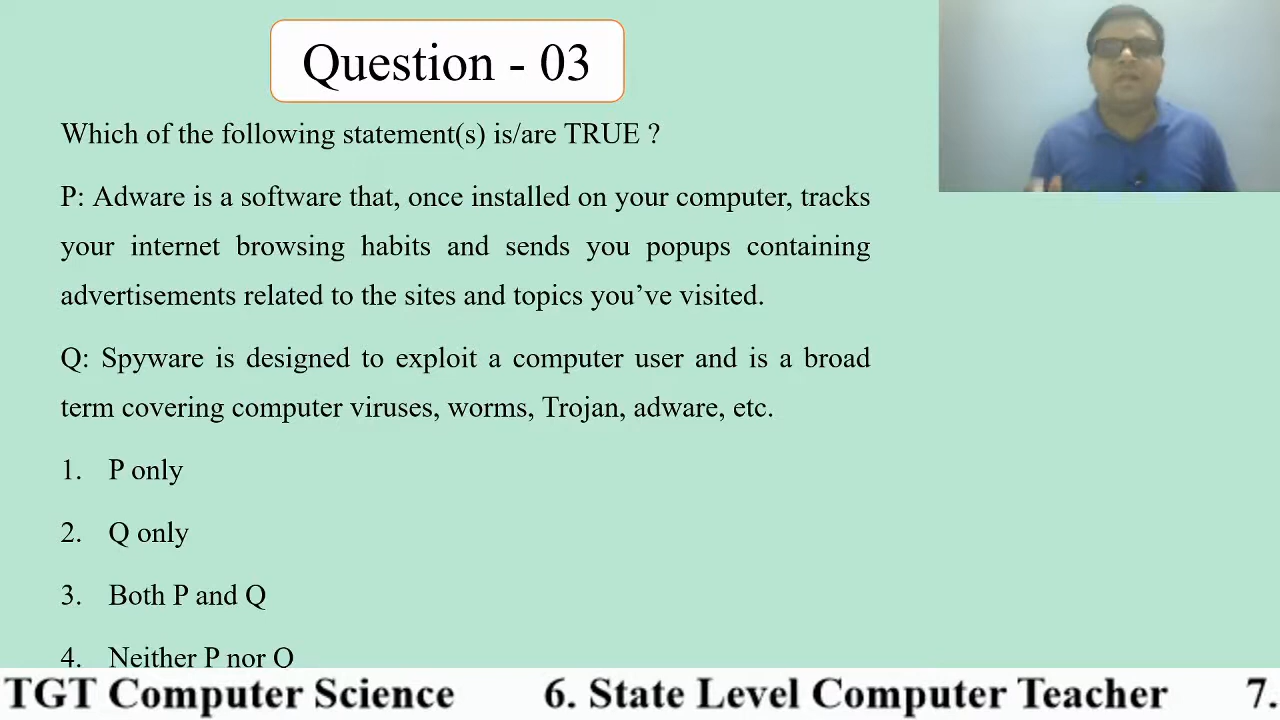 Question - 03
Which of the following statement(s) is/are TRUE ?
P: Adware is a software that, once installed on your computer, tracks
your internet browsing habits and sends you popups containing
advertisements related to the sites and topics you’ve visited.
Q: Spyware is designed to exploit a computer user and is a broad
term covering computer viruses, worms, Trojan, adware, etc.
1. P only
2. Q only
3. Both P and Q
4. Neither P nor Q
TGT Computer Science 6. State Level Computer Teacher 7.